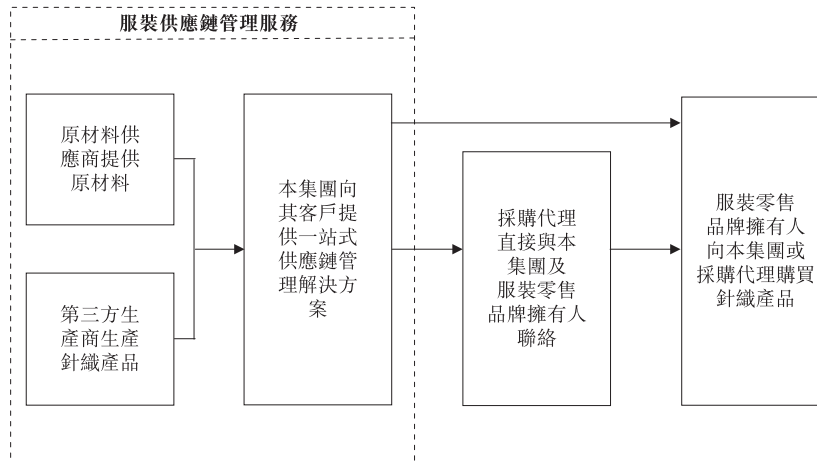 服裝供應鏈管理服務
原材料供
應商提供
原材料
第三方生
產商生產
針織產品
本集團向
其客戶提
供一站式
供應鏈管
理解決方
案
採購代理
直接與本
集團及
服裝零售
品牌擁有人
聯絡
服裝零售
品牌擁有人
向本集團或
採購代理購買
針織產品